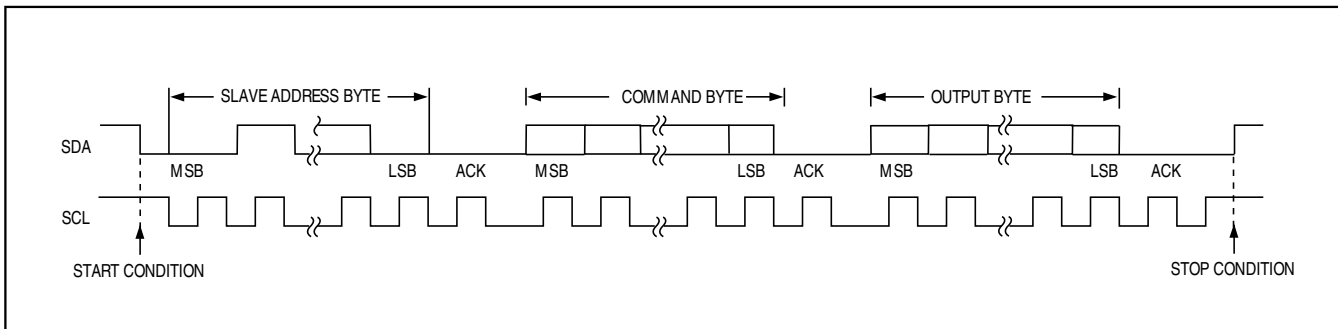 SLAVE ADDRESS BYTE COMMAND BYTE OUTPUT BYTE
SDA
MSB LSB ACK MSB LSB ACK MSB LSB ACK
SCL
START CONDITION STOP CONDITION